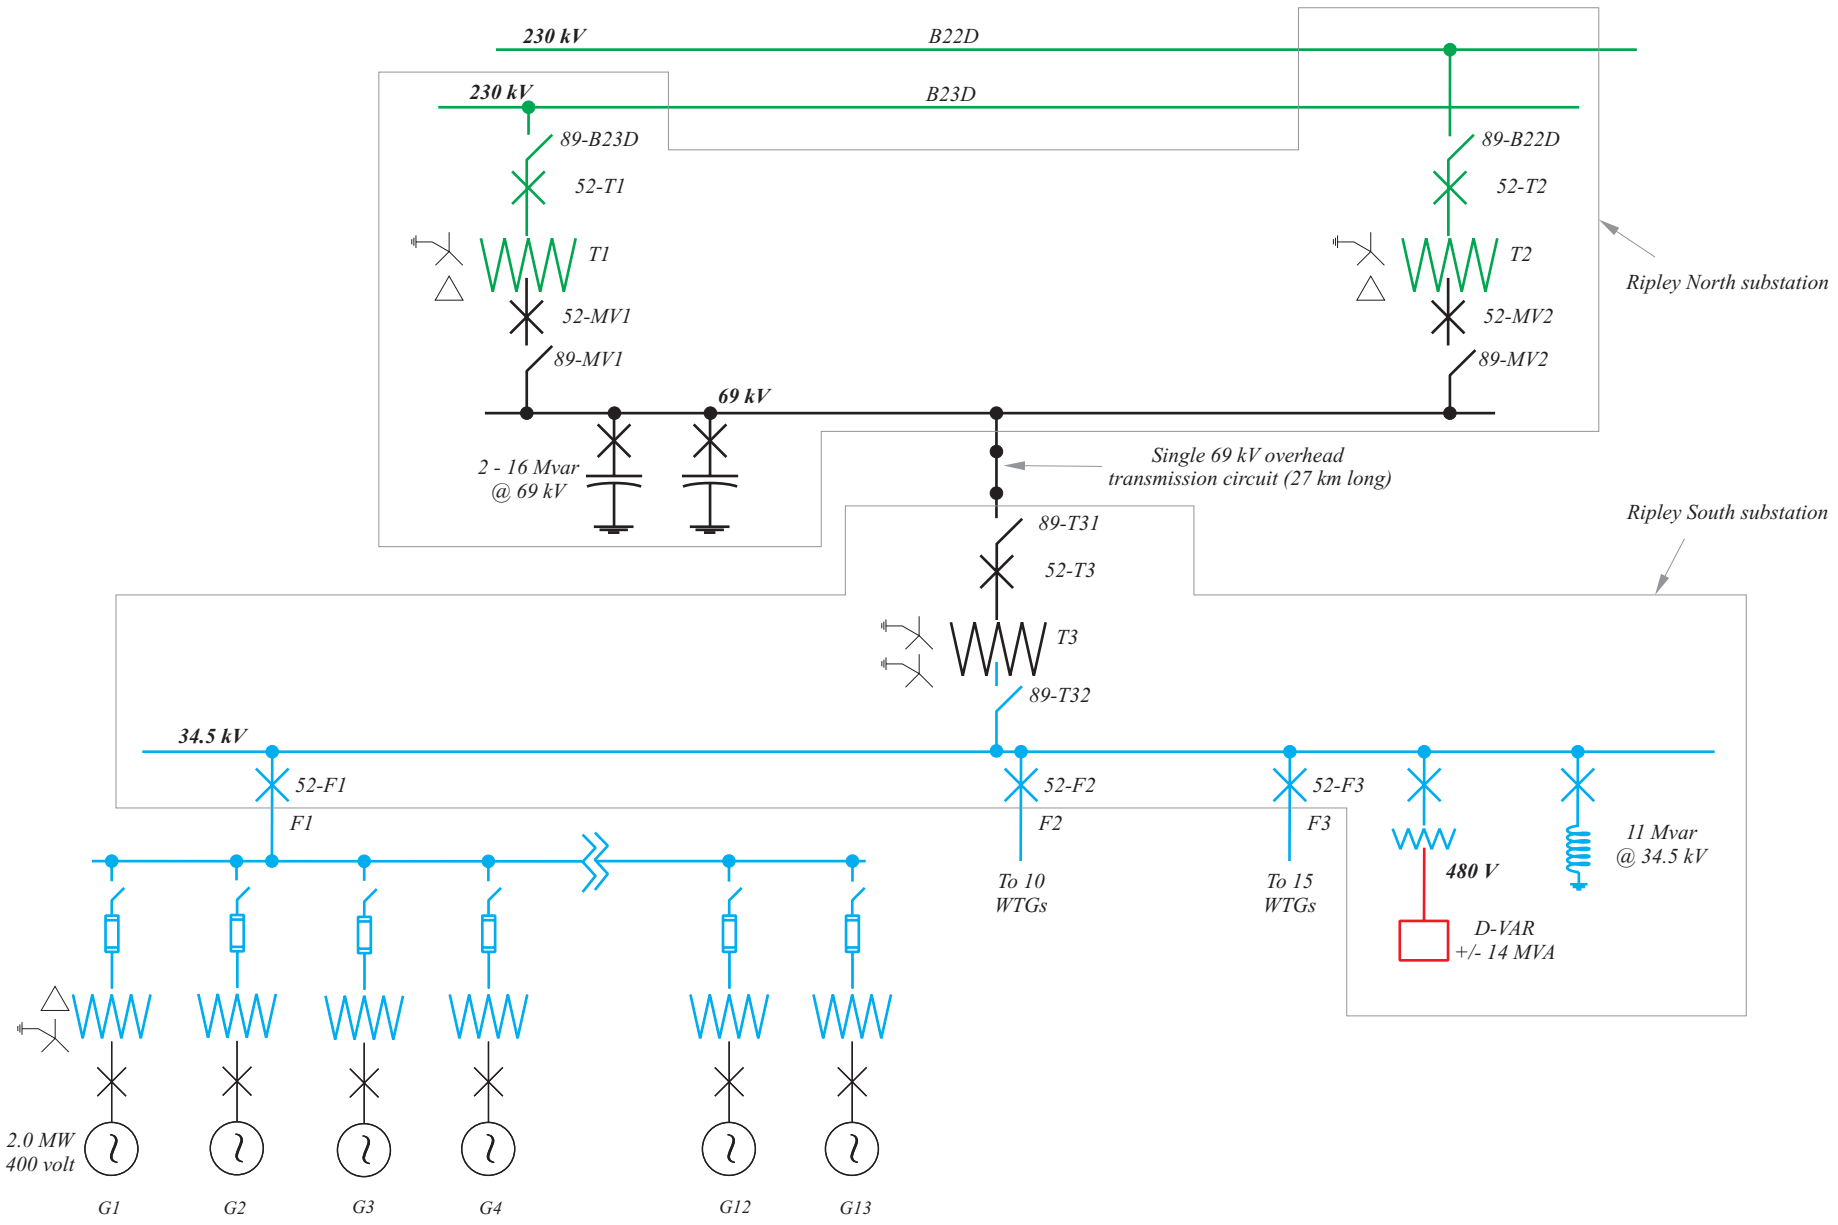 230 kV
B22D
230 kV
B23D
89-B23D
89-B22D
52-T1
52-T2
T1
T2
Ripley North substation
52-MV1
52-MV2
89-MV1
89-MV2
69 kV
2 - 16 Mvar
@ 69 kV
Single 69 kV overhead
transmission circuit (27 km long)
Ripley South substation
89-T31
52-T3
T3
89-T32
34.5 kV
52-F1
52-F2
52-F3
F1
F2
F3
11 Mvar
@ 34.5 kV
480 V
To 10
WTGs
To 15
WTGs
D-VAR
+/- 14 MVA
2.0 MW
400 volt
G1
G2
G3
G4
G12
G13